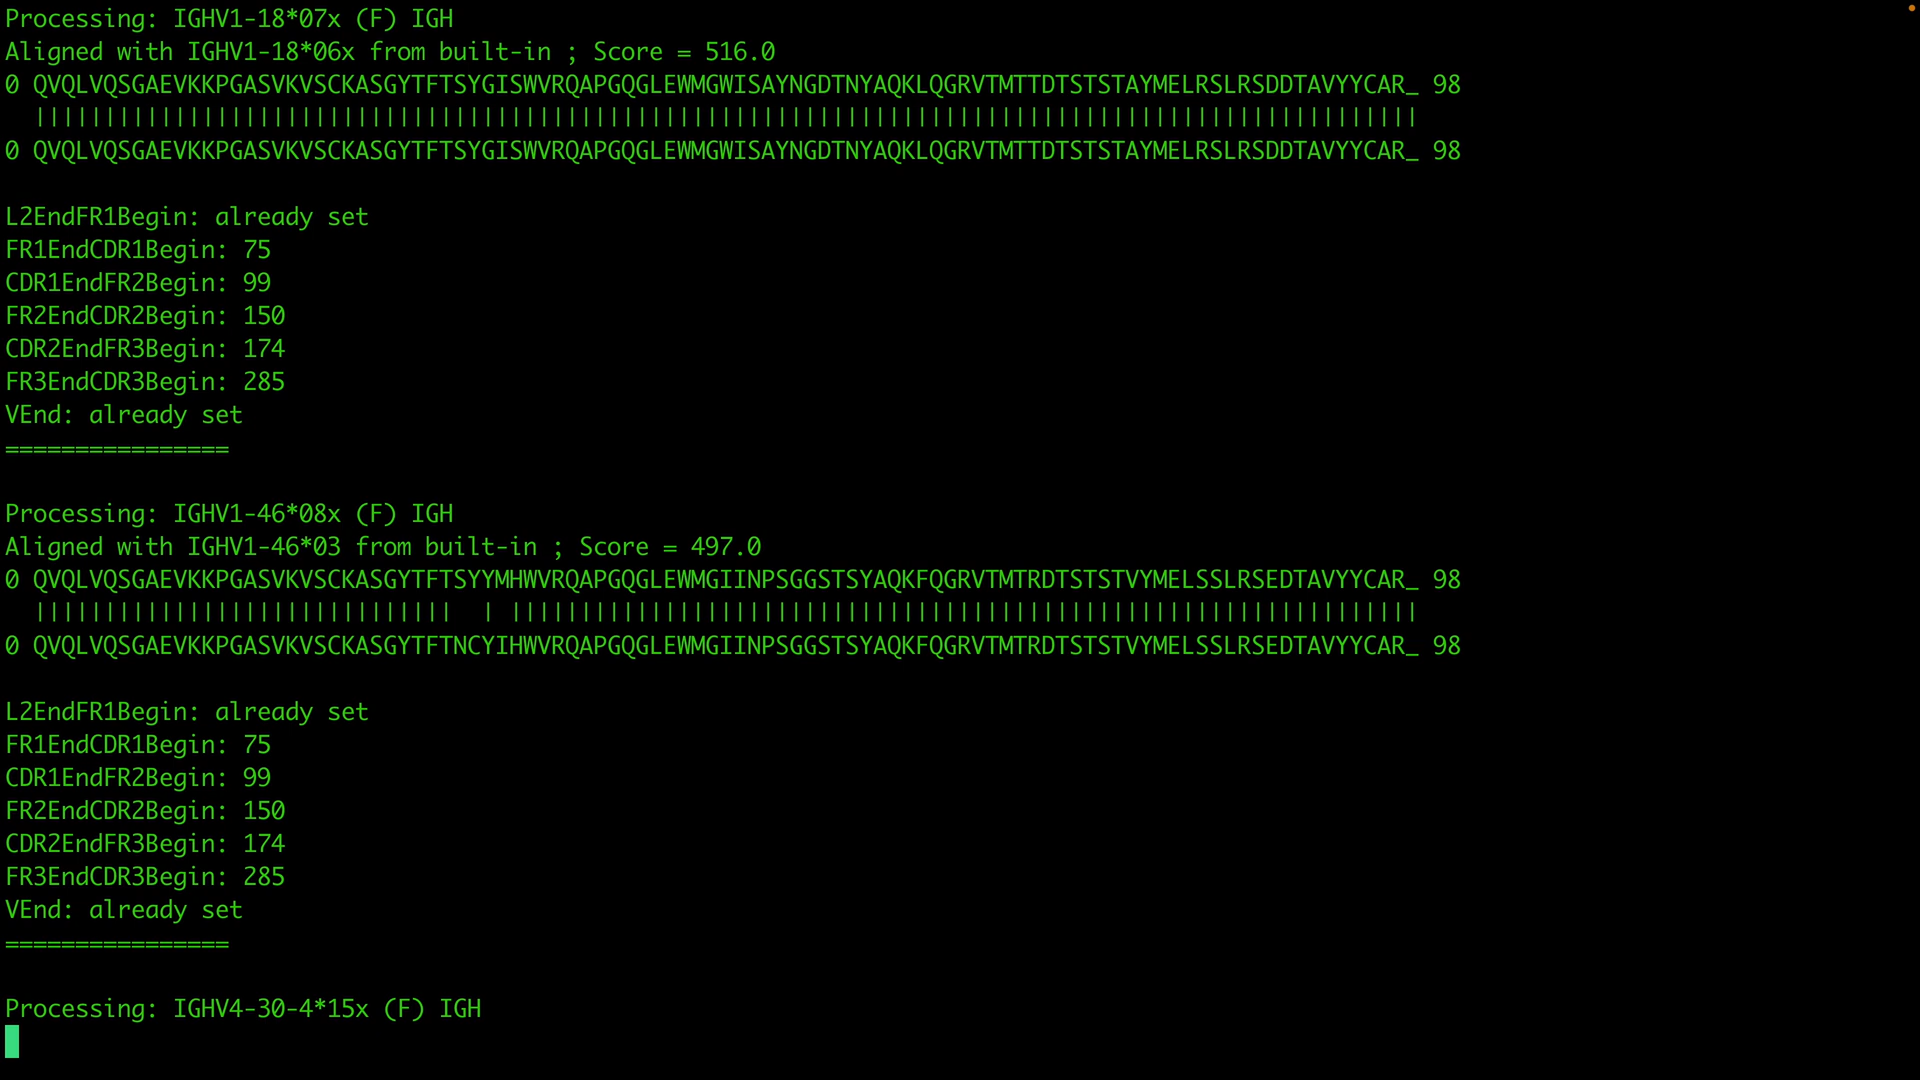 Processing: IGHV1-18*07x (F) IGH
Aligned with IGHV1-18*06x from built-in ; Score = 516.0
0 QVQLVQSGAEVKKPGASVKVSCKASGYTFTSYGISWVRQAPGQGLEWMGWISAYNGDTNYAQKLQGRVTMTTDTSTSTAYMELRSLRSDDTAVYYCAR_ 98
  |||||||||||||||||||||||||||||||||||||||||||||||||||||||||||||||||||||||||||||||||||||||||||||||||||
0 QVQLVQSGAEVKKPGASVKVSCKASGYTFTSYGISWVRQAPGQGLEWMGWISAYNGDTNYAQKLQGRVTMTTDTSTSTAYMELRSLRSDDTAVYYCAR_ 98
L2EndFR1Begin: already set
FR1EndCDR1Begin: 75
CDR1EndFR2Begin: 99
FR2EndCDR2Begin: 150
CDR2EndFR3Begin: 174
FR3EndCDR3Begin: 285
VEnd: already set
================
Processing: IGHV1-46*08x (F) IGH
Aligned with IGHV1-46*03 from built-in ; Score = 497.0
0 QVQLVQSGAEVKKPGASVKVSCKASGYTFTSYYMHWVRQAPGQGLEWMGIINPSGGSTSYAQKFQGRVTMTRDTSTSTVYMELSSLRSEDTAVYYCAR_ 98
  ||||||||||||||||||||||||||||||  | |||||||||||||||||||||||||||||||||||||||||||||||||||||||||||||||||
0 QVQLVQSGAEVKKPGASVKVSCKASGYTFTNCYIHWVRQAPGQGLEWMGIINPSGGSTSYAQKFQGRVTMTRDTSTSTVYMELSSLRSEDTAVYYCAR_ 98
L2EndFR1Begin: already set
FR1EndCDR1Begin: 75
CDR1EndFR2Begin: 99
FR2EndCDR2Begin: 150
CDR2EndFR3Begin: 174
FR3EndCDR3Begin: 285
VEnd: already set
================
Processing: IGHV4-30-4*15x (F) IGH